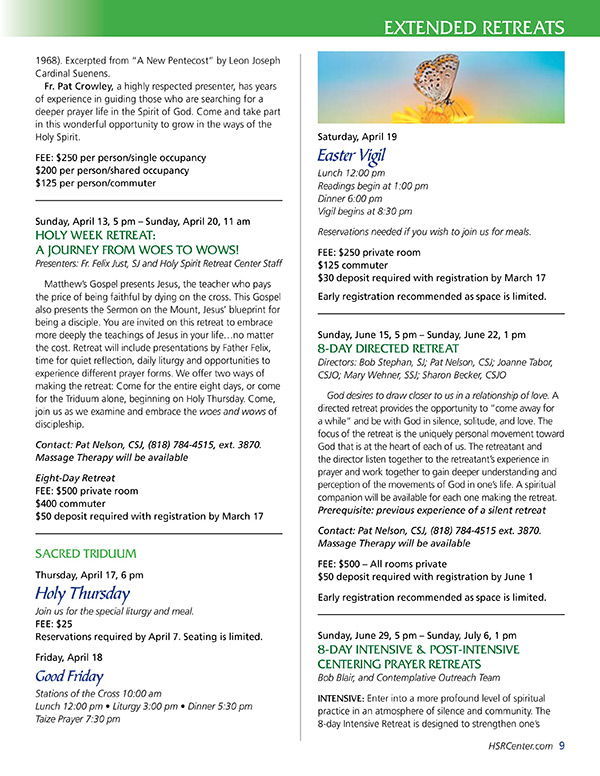 EXTENDED RETREATS
1968). Excerpted from “A New Pentecost” by Leon Joseph
Cardinal Suenens.
Fr. Pat Crowley, a highly respected presenter, has years
of experience in guiding those who are searching for a
deeper prayer life in the Spirit of God. Come and take part
in this wonderful opportunity to grow in the ways of the
Holy Spirit.
FEE: $250 per person/single occupancy
$200 per person/shared occupancy
$125 per person/commuter
Sunday, April 13, 5 pm – Sunday, April 20, 11 am
HOLY WEEK RETREAT:
A JOURNEY FROM WOES TO WOWS!
Presenters: Fr. Felix Just, SJ and Holy Spirit Retreat Center Staff
Matthew’s Gospel presents Jesus, the teacher who pays
the price of being faithful by dying on the cross. This Gospel
also presents the Sermon on the Mount, Jesus’ blueprint for
being a disciple. You are invited on this retreat to embrace
more deeply the teachings of Jesus in your life…no matter
the cost. Retreat will include presentations by Father Felix,
time for quiet reflection, daily liturgy and opportunities to
experience different prayer forms. We offer two ways of
making the retreat: Come for the entire eight days, or come
for the Triduum alone, beginning on Holy Thursday. Come,
join us as we examine and embrace the woes and wows of
discipleship.
Contact: Pat Nelson, CSJ, (818) 784-4515, ext. 3870.
Massage Therapy will be available
Eight-Day Retreat
FEE: $500 private room
$400 commuter
$50 deposit required with registration by March 17
SACRED TRIDUUM
Thursday, April 17, 6 pm
Holy Thursday
Join us for the special liturgy and meal.
FEE: $25
Reservations required by April 7. Seating is limited.
Friday, April 18
Good Friday
Stations of the Cross 10:00 am
Lunch 12:00 pm • Liturgy 3:00 pm • Dinner 5:30 pm
Taize Prayer 7:30 pm
Saturday, April 19
Easter Vigil
Lunch 12:00 pm
Readings begin at 1:00 pm
Dinner 6:00 pm
Vigil begins at 8:30 pm
Reservations needed if you wish to join us for meals.
FEE: $250 private room
$125 commuter
$30 deposit required with registration by March 17
Early registration recommended as space is limited.
Sunday, June 15, 5 pm – Sunday, June 22, 1 pm
8-DAY DIRECTED RETREAT
Directors: Bob Stephan, SJ; Pat Nelson, CSJ; Joanne Tabor,
CSJO; Mary Wehner, SSJ; Sharon Becker, CSJO
God desires to draw closer to us in a relationship of love. A
directed retreat provides the opportunity to “come away for
a while” and be with God in silence, solitude, and love. The
focus of the retreat is the uniquely personal movement toward
God that is at the heart of each of us. The retreatant and
the director listen together to the retreatant’s experience in
prayer and work together to gain deeper understanding and
perception of the movements of God in one’s life. A spiritual
companion will be available for each one making the retreat.
Prerequisite: previous experience of a silent retreat
Contact: Pat Nelson, CSJ, (818) 784-4515 ext. 3870.
Massage Therapy will be available
FEE: $500 – All rooms private
$50 deposit required with registration by June 1
Early registration recommended as space is limited.
Sunday, June 29, 5 pm – Sunday, July 6, 1 pm
8-DAY INTENSIVE & POST-INTENSIVE
CENTERING PRAYER RETREATS
Bob Blair, and Contemplative Outreach Team
INTENSIVE: Enter into a more profound level of spiritual
practice in an atmosphere of silence and community. The
8-day Intensive Retreat is designed to strengthen one’s
HSRCenter.com 9